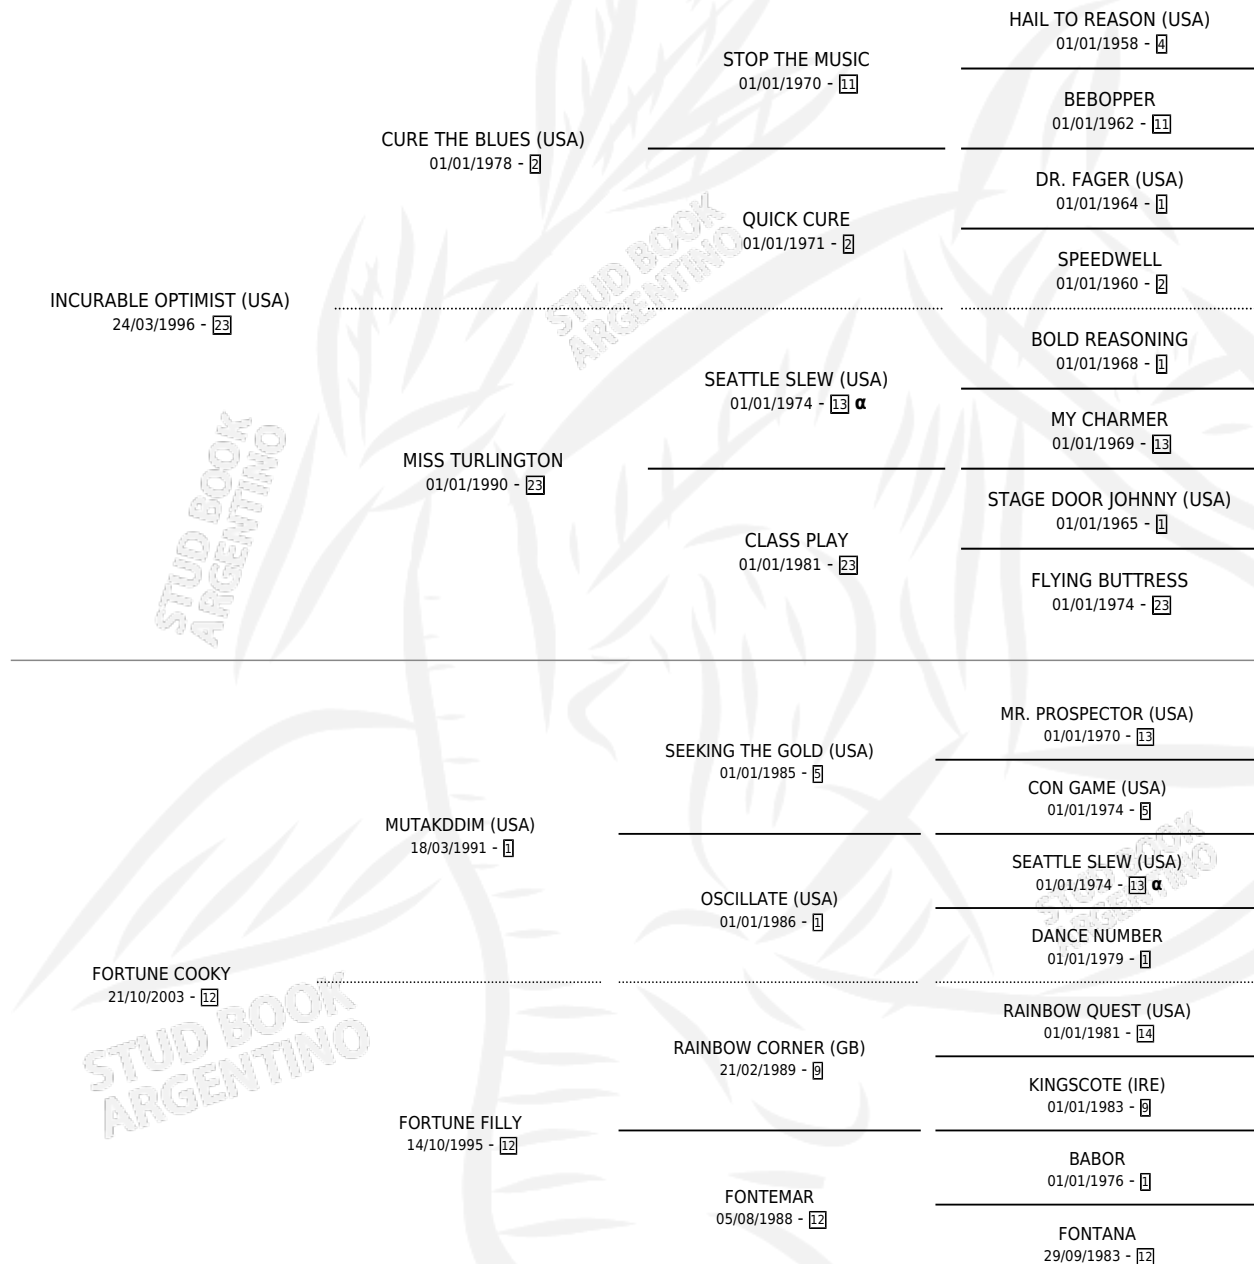 HAIL TO REASON (USA)
01/01/1958 - 4
STOP THE MUSIC
01/01/1970 - 11
BEBOPPER
01/01/1962 - 11
CURE THE BLUES (USA)
01/01/1978 - 2
DR. FAGER (USA)
01/01/1964 - 1
QUICK CURE
01/01/1971 - 2
SPEEDWELL
01/01/1960 - 2
INCURABLE OPTIMIST (USA)
24/03/1996 - 23
BOLD REASONING
01/01/1968 - 1
SEATTLE SLEW (USA)
01/01/1974 - 13 α
MY CHARMER
01/01/1969 - 13
MISS TURLINGTON
01/01/1990 - 23
STAGE DOOR JOHNNY (USA)
01/01/1965 - 1
CLASS PLAY
01/01/1981 - 23
FLYING BUTTRESS
01/01/1974 - 23
MR. PROSPECTOR (USA)
01/01/1970 - 13
SEEKING THE GOLD (USA)
01/01/1985 - 5
CON GAME (USA)
01/01/1974 - 5
MUTAKDDIM (USA)
18/03/1991 - 1
SEATTLE SLEW (USA)
01/01/1974 - 13 α
OSCILLATE (USA)
01/01/1986 - 1
DANCE NUMBER
01/01/1979 - 1
FORTUNE COOKY
21/10/2003 - 12
RAINBOW QUEST (USA)
01/01/1981 - 14
RAINBOW CORNER (GB)
21/02/1989 - 9
KINGSCOTE (IRE)
01/01/1983 - 9
FORTUNE FILLY
14/10/1995 - 12
BABOR
01/01/1976 - 1
FONTEMAR
05/08/1988 - 12
FONTANA
29/09/1983 - 12
STUD BOOK
ARGENTINO
STUD BOOK
ARGENTINO
STUD BOOK
ARGENTINO
STUD BOOK
ARGENTINO